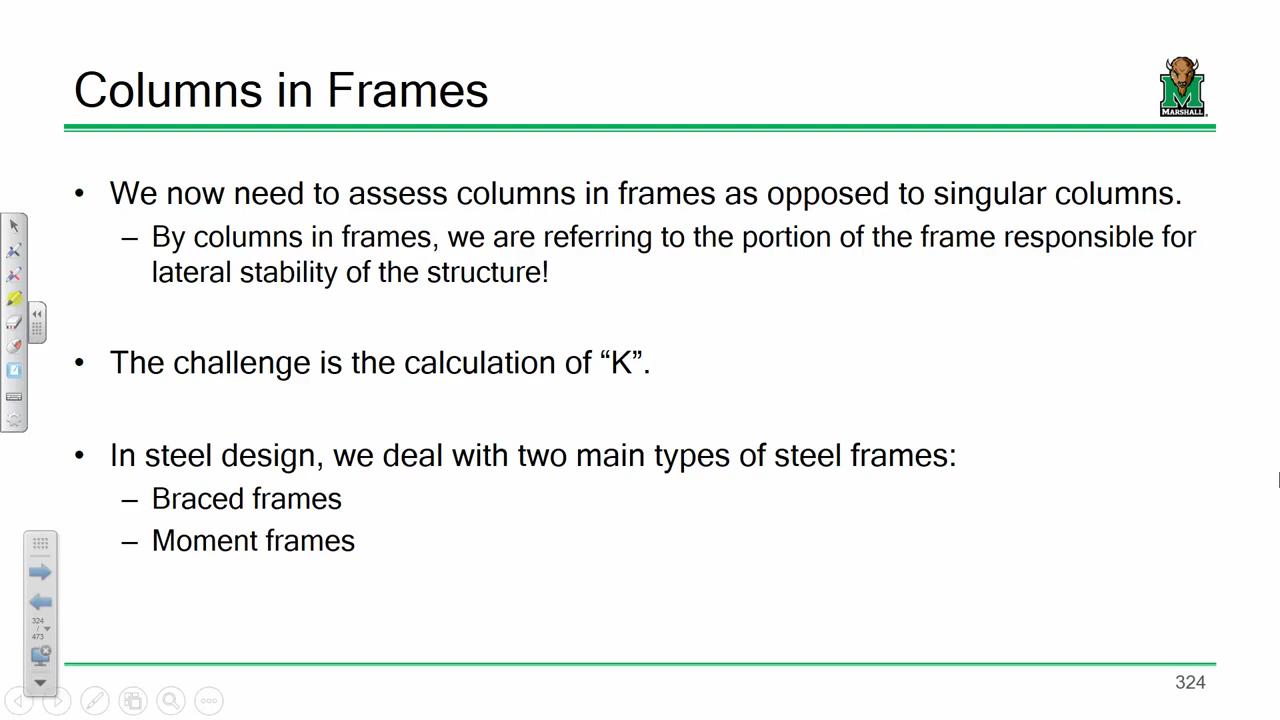 Columns in Frames
MARSHALL
• We now need to assess columns in frames as opposed to singular columns.
– By columns in frames, we are referring to the portion of the frame responsible for
lateral stability of the structure!
• The challenge is the calculation of “K”.
• In steel design, we deal with two main types of steel frames:
– Braced frames
– Moment frames
324
/
473
324